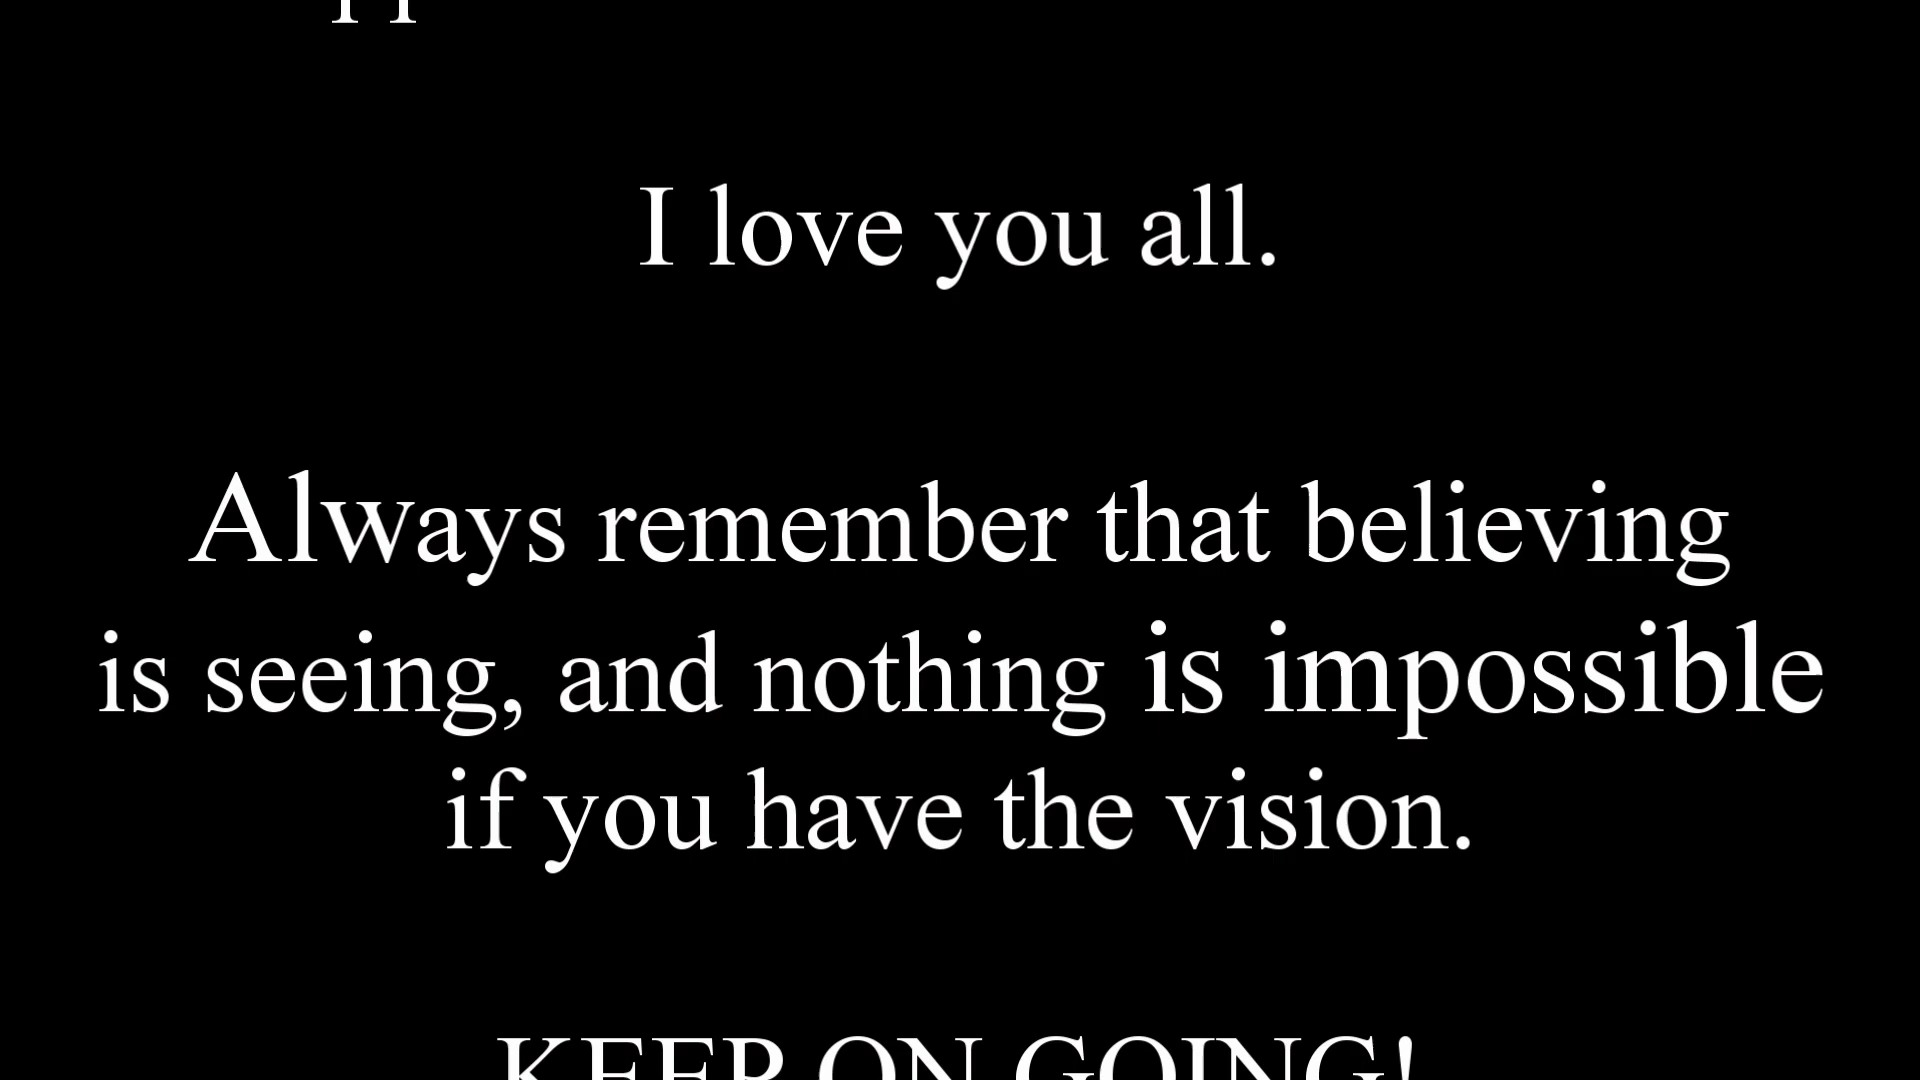 I love you all.
Always remember that believing
is seeing, and nothing is impossible
if you have the vision.
KEEP ON GOING!